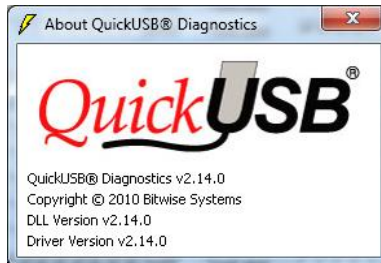 About QuickUSB® Diagnostics
QuickUSB®
QuickUSB® Diagnostics v2.14.0
Copyright © 2010 Bitwise Systems
DLL Version v2.14.0
Driver Version v2.14.0